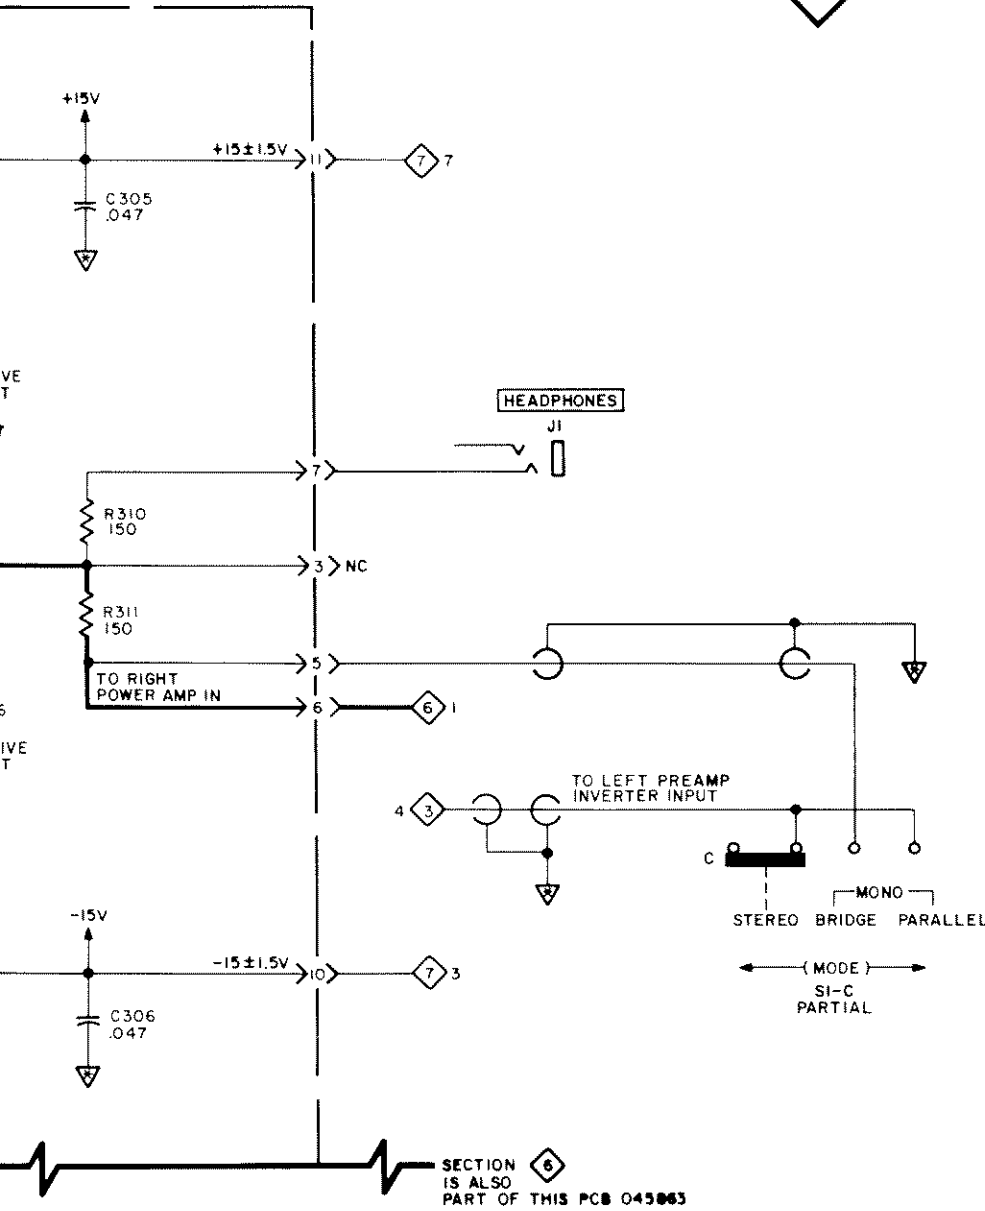 +15V
+15±1.5V
11
7
7
C305
.047
*
VE
T
HEADPHONES
J1
7
R310
150
3
NC
R311
150
5
TO RIGHT
POWER AMP IN
6
6
1
6
IVE
T
TO LEFT PREAMP
INVERTER INPUT
4
3
*
*
C
MONO
STEREO BRIDGE PARALLEL
(MODE)
S1-C
PARTIAL
-15V
-15±1.5V
10
7
3
C306
.047
*
SECTION 6
IS ALSO
PART OF THIS PCB 045863